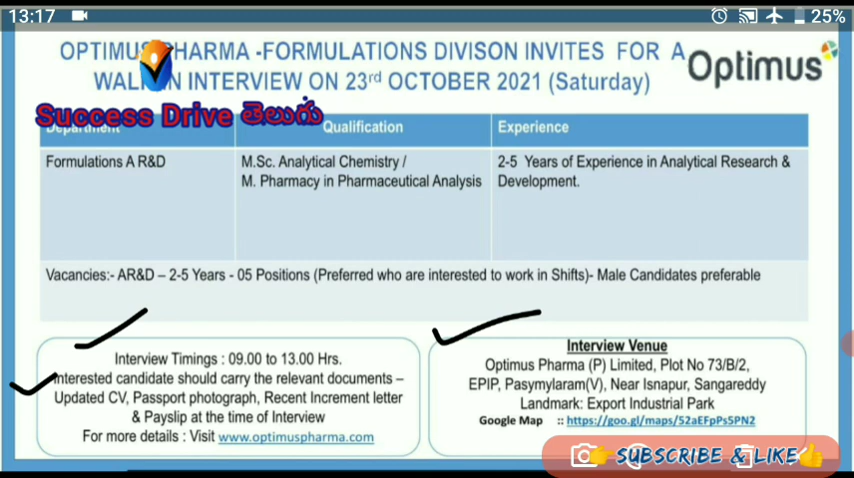 13:17
25%
OPTIMUS PHARMA -FORMULATIONS DIVISON INVITES FOR A
WALK IN INTERVIEW ON 23rd OCTOBER 2021 (Saturday)
Optimus
Success Drive తెలుగు
Department Qualification Experience
Formulations A R&D M.Sc. Analytical Chemistry / 2-5 Years of Experience in Analytical Research &
M. Pharmacy in Pharmaceutical Analysis Development.
Vacancies:- AR&D – 2-5 Years - 05 Positions (Preferred who are interested to work in Shifts)- Male Candidates preferable
Interview Timings : 09.00 to 13.00 Hrs.
Interested candidate should carry the relevant documents –
Updated CV, Passport photograph, Recent Increment letter
& Payslip at the time of Interview
For more details : Visit www.optimuspharma.com
Interview Venue
Optimus Pharma (P) Limited, Plot No 73/B/2,
EPIP, Pasymylaram(V), Near Isnapur, Sangareddy
Landmark: Export Industrial Park
Google Map :: https://goo.gl/maps/52aEFpPs5PN2
SUBSCRIBE & LIKE